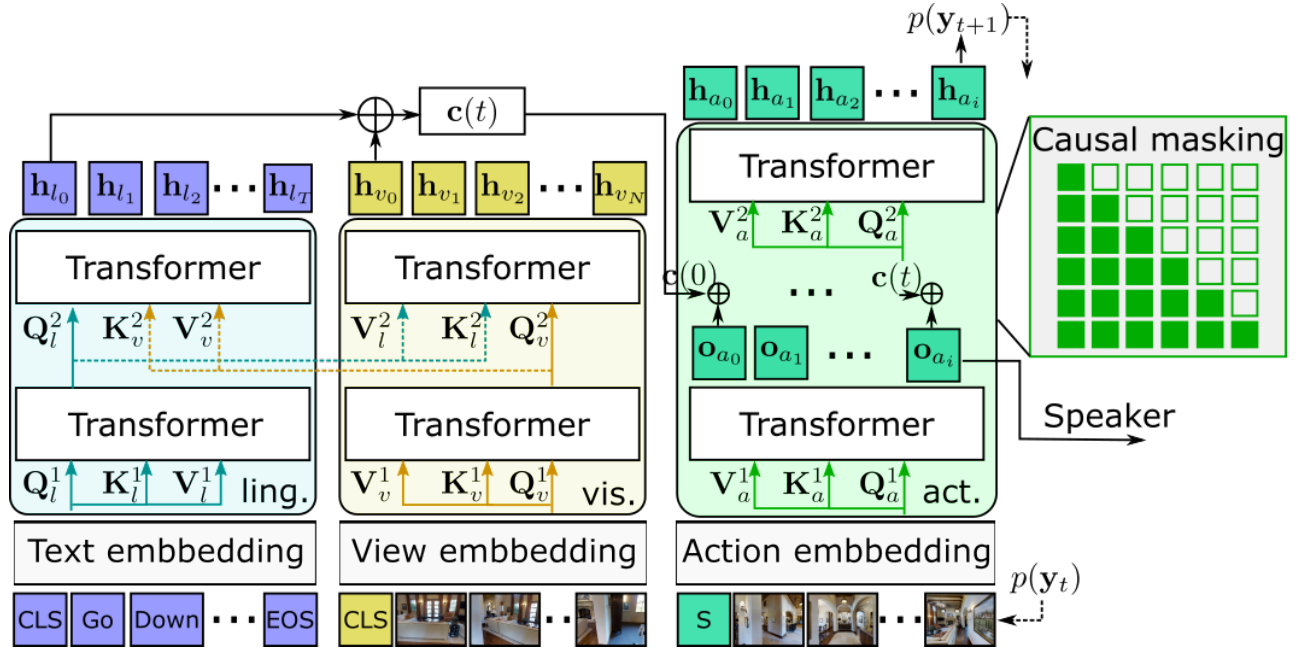 p(y_{t+1})
h_{a_0} h_{a_1} h_{a_2} ··· h_{a_i}
c(t)
Causal masking
Transformer
h_{l_0} h_{l_1} h_{l_2} ··· h_{l_T}
h_{v_0} h_{v_1} h_{v_2} ··· h_{v_N}
V_a^2 K_a^2 Q_a^2
Transformer
Transformer
c(0) ··· c(t)
Q_l^2 K_v^2 V_v^2
V_l^2 K_l^2 Q_v^2
o_{a_0} o_{a_1} ··· o_{a_i}
Transformer
Transformer
Transformer
Speaker
Q_l^1 K_l^1 V_l^1
ling.
V_v^1 K_v^1 Q_v^1
vis.
V_a^1 K_a^1 Q_a^1
act.
Text embbedding
View embbedding
Action embbedding
p(y_t)
CLS Go Down ··· EOS
CLS ···
S ···